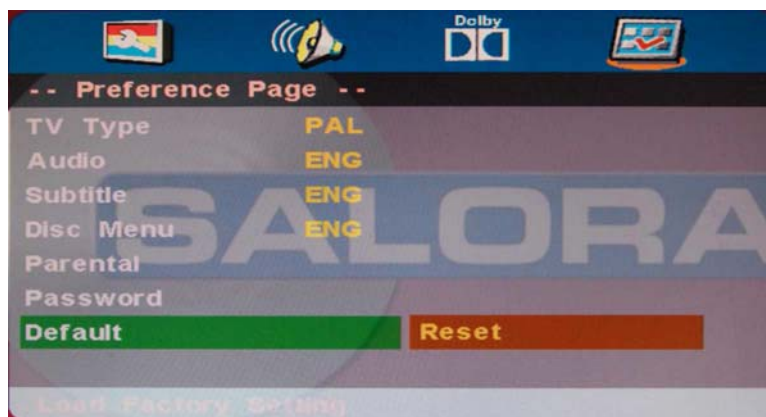 Dolby
-- Preference Page --
TV Type PAL
Audio ENG
Subtitle ENG
Disc Menu ENG
Parental
Password
Default Reset
SALORA
Load Factory Setting